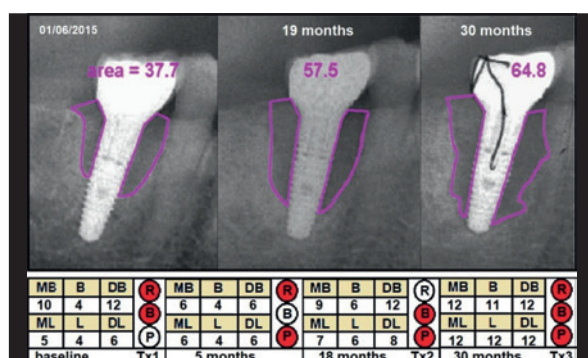 01/06/2015
19 months
30 months
area = 37.7
57.5
64.8
MB B DB R MB B DB R MB B DB R MB B DB R
10 4 12 6 4 6 9 6 12 12 11 12
B B B B
ML L DL ML L DL ML L DL ML L DL
5 4 6 P 6 4 6 P 7 6 8 P 12 12 12 P
baseline Tx1 5 months 18 months Tx2 30 months Tx3